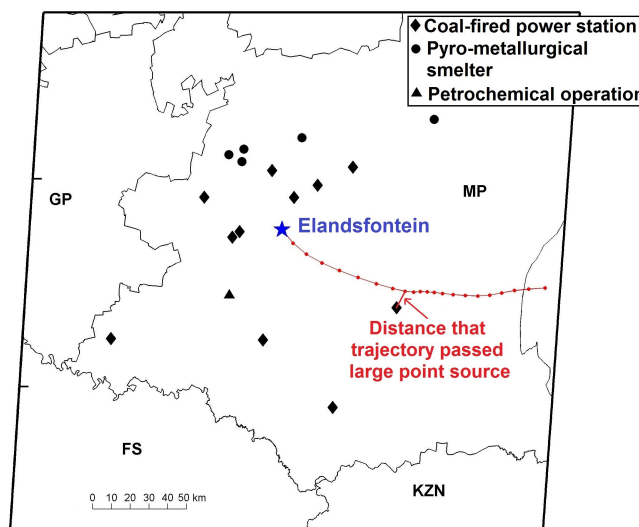 Coal-fired power station
Pyro-metallurgical
smelter
Petrochemical operation
GP
MP
Elandsfontein
Distance that
trajectory passed
large point source
FS
KZN
0 10 20 30 40 50 km